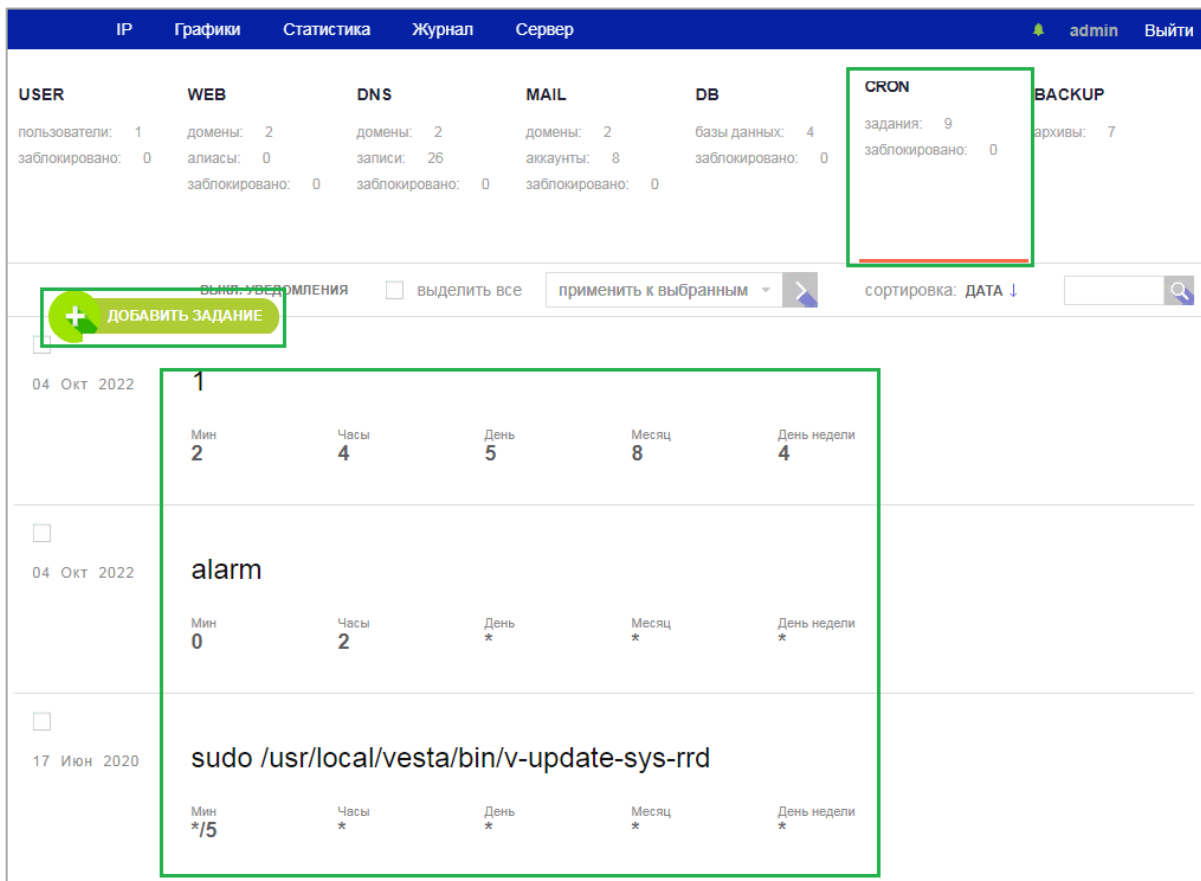 IP Графики Статистика Журнал Сервер admin Выйти
USER WEB DNS MAIL DB CRON BACKUP
пользователи: 1 домены: 2 домены: 2 домены: 2 базы данных: 4 задания: 9 архивы: 7
заблокировано: 0 алиасы: 0 записи: 26 аккаунты: 8 заблокировано: 0 заблокировано: 0
заблокировано: 0 заблокировано: 0 заблокировано: 0
ВЫКЛ. УВЕДОМЛЕНИЯ выделить все применить к выбранным сортировка: ДАТА ↓
+ ДОБАВИТЬ ЗАДАНИЕ
04 Окт 2022 1
Мин Часы День Месяц День недели
2 4 5 8 4
04 Окт 2022 alarm
Мин Часы День Месяц День недели
0 2 * * *
17 Июн 2020 sudo /usr/local/vesta/bin/v-update-sys-rrd
Мин Часы День Месяц День недели
*/5 * * * *